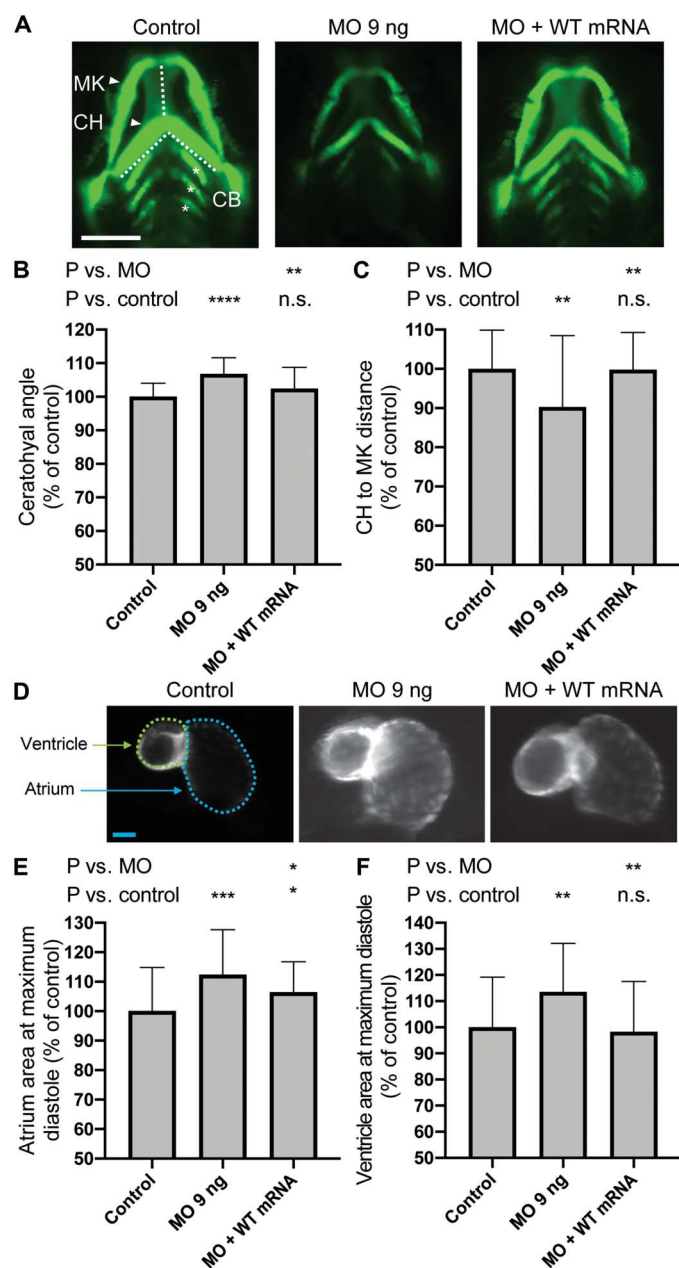 A
Control
MO 9 ng
MO + WT mRNA
MK
CH
*
*
*
CB
B
P vs. MO
**
P vs. control
****
n.s.
Ceratohyal angle
(% of control)
120
110
100
90
80
70
60
50
Control
MO 9 ng
MO + WT mRNA
C
P vs. MO
**
P vs. control
**
n.s.
CH to MK distance
(% of control)
110
100
90
80
70
60
50
Control
MO 9 ng
MO + WT mRNA
D
Control
MO 9 ng
MO + WT mRNA
Ventricle
Atrium
E
P vs. MO
*
P vs. control
***
*
Atrium area at maximum
diastole (% of control)
130
120
110
100
90
80
70
60
50
Control
MO 9 ng
MO + WT mRNA
F
P vs. MO
**
P vs. control
**
n.s.
Ventricle area at maximum diastole
(% of control)
140
130
120
110
100
90
80
70
60
50
Control
MO 9 ng
MO + WT mRNA